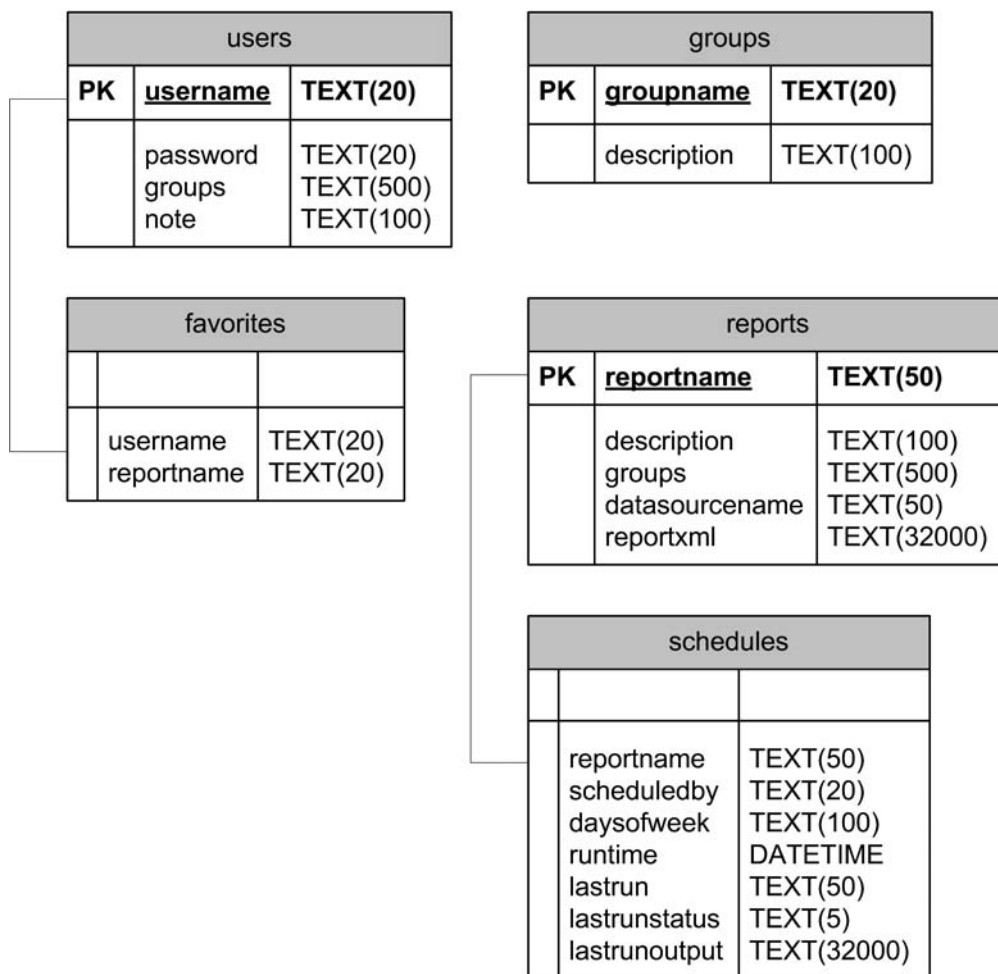 users
PK username TEXT(20)
password TEXT(20)
groups TEXT(500)
note TEXT(100)
groups
PK groupname TEXT(20)
description TEXT(100)
favorites
username TEXT(20)
reportname TEXT(20)
reports
PK reportname TEXT(50)
description TEXT(100)
groups TEXT(500)
datasourcename TEXT(50)
reportxml TEXT(32000)
schedules
reportname TEXT(50)
scheduledby TEXT(20)
daysofweek TEXT(100)
runtime DATETIME
lastrun TEXT(50)
lastrunstatus TEXT(5)
lastrunoutput TEXT(32000)